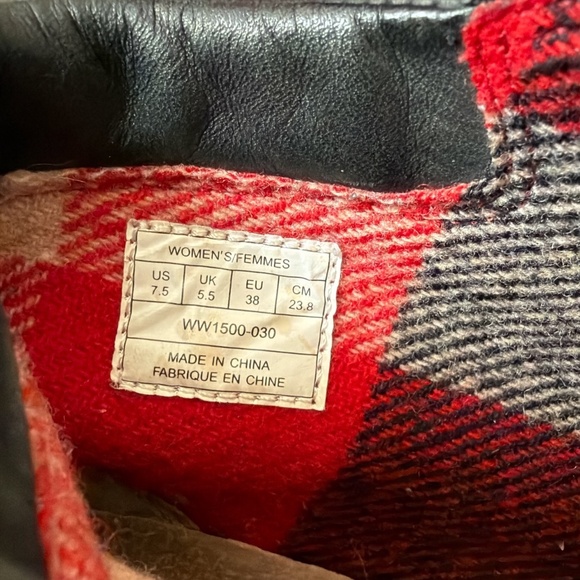 WOMEN'S/FEMMES
US UK EU CM
7.5 5.5 38 23.8
WW1500-030
MADE IN CHINA
FABRIQUE EN CHINE